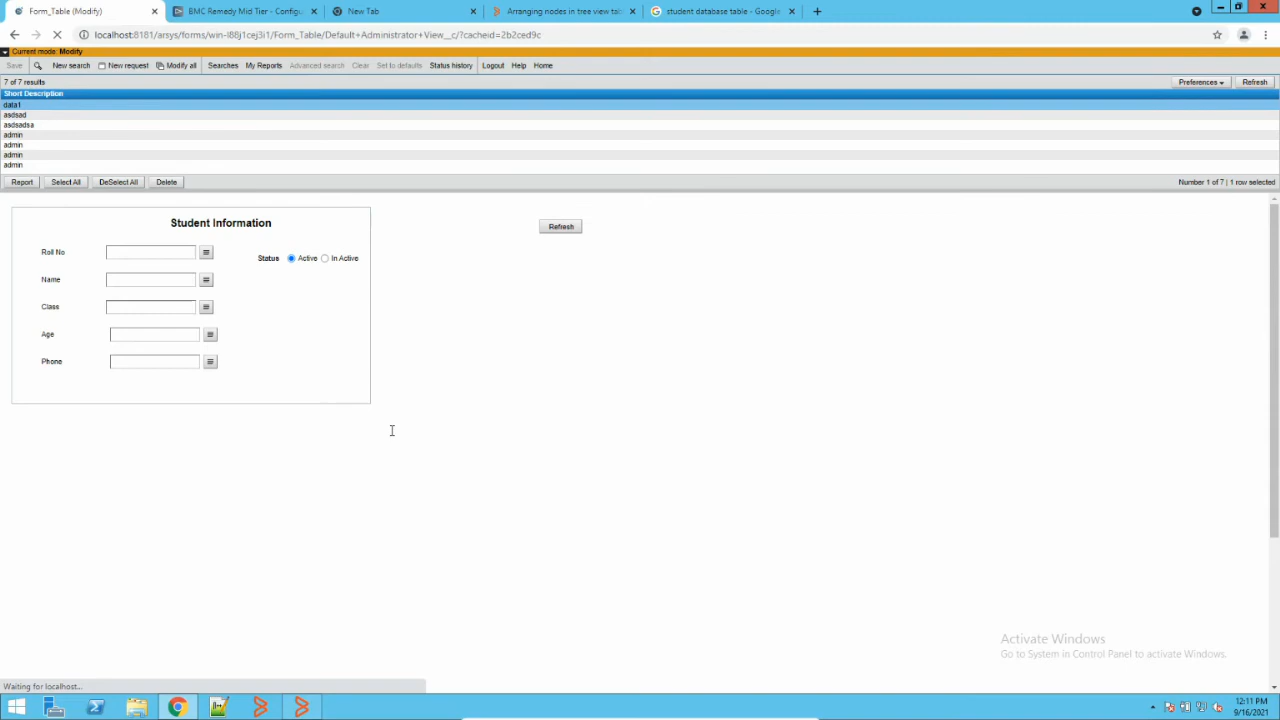 Form_Table (Modify)
BMC Remedy Mid Tier - Configu
New Tab
Arranging nodes in tree view tab
student database table - Google
localhost:8181/arsys/forms/win-l88j1cej3i1/Form_Table/Default+Administrator+View__c/?cacheid=2b2ced9c
Current mode: Modify
Save New search New request Modify all Searches My Reports Advanced search Clear Set to defaults Status history Logout Help Home
7 of 7 results Preferences Refresh
Short Description
data1
asdsad
asdsadsa
admin
admin
admin
admin
Report Select All DeSelect All Delete Number 1 of 7 | 1 row selected
Student Information
Refresh
Roll No
Status Active In Active
Name
Class
Age
Phone
Activate Windows
Go to System in Control Panel to activate Windows.
Waiting for localhost...
12:11 PM
9/16/2021